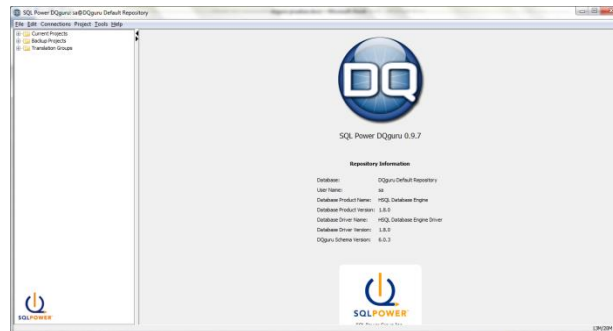 SQL Power DQguru: sa@DQguru Default Repository
File Edit Connections Project Tools Help
Current Projects
Backup Projects
Translation Groups
DQ
SQL Power DQguru 0.9.7
Repository Information
Database: DQguru Default Repository
User Name: sa
Database Product Name: HSQL Database Engine
Database Product Version: 1.8.0
Database Driver Name: HSQL Database Engine Driver
Database Driver Version: 1.8.0
DQguru Schema Version: 6.0.3
SQLPOWER
SQLPOWER